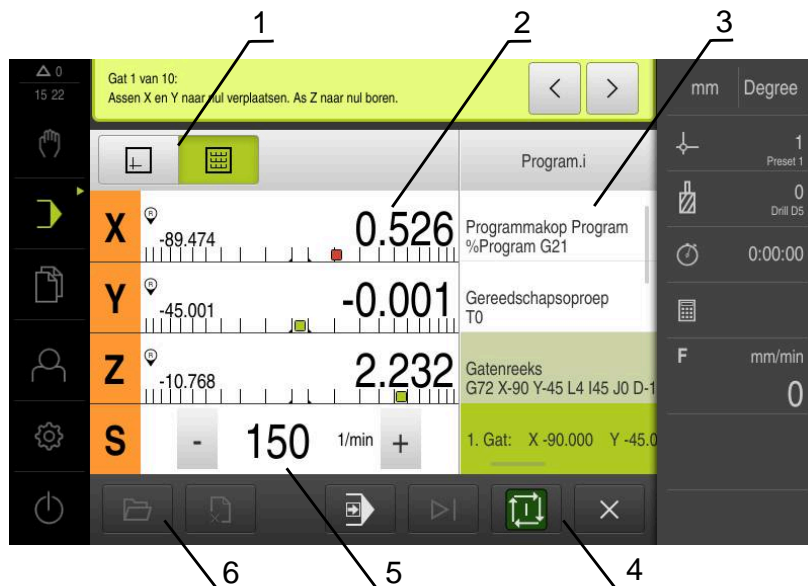 1
2
3
0
15 22
Gat 1 van 10:
Assen X en Y naar nul verplaatsen. As Z naar nul boren.
<
>
mm
Degree
Program.i
1
Preset 1
X
R
-89.474
0.526
Programmakop Program
%Program G21
0
Drill D5
0:00:00
Y
R
-45.001
-0.001
Gereedschapsoproep
T0
Z
R
-10.768
2.232
Gatenreeks
G72 X-90 Y-45 L4 I45 J0 D-1
F
mm/min
0
S
-
150
1/min
+
1. Gat: X -90.000 Y -45.0
6
5
4